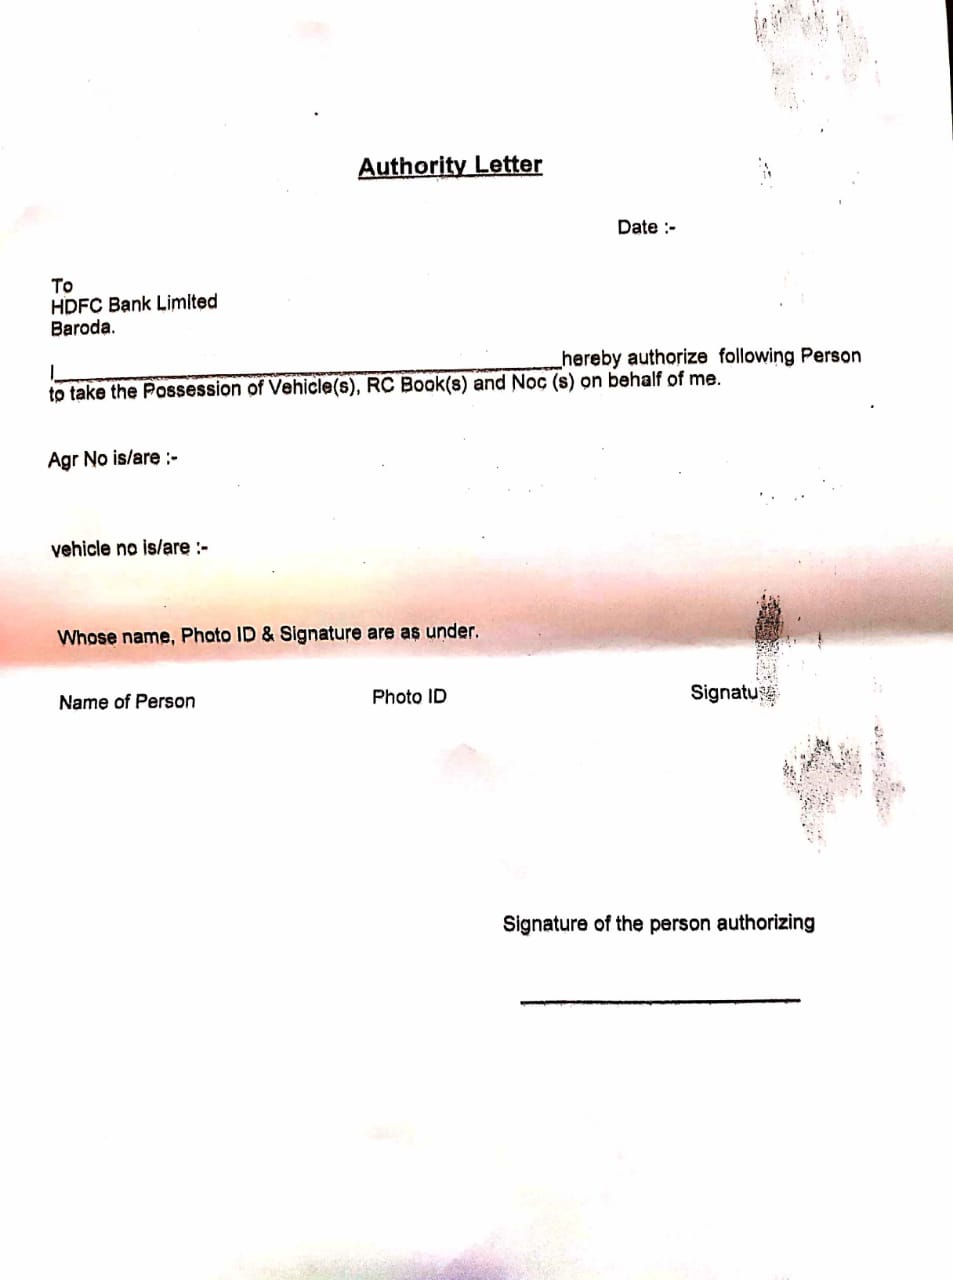 Authority Letter
Date :-
To
HDFC Bank Limited
Baroda.
I__________________________________________hereby authorize following Person
to take the Possession of Vehicle(s), RC Book(s) and Noc (s) on behalf of me.
Agr No is/are :-
vehicle no is/are :-
Whose name, Photo ID & Signature are as under.
Name of Person Photo ID Signatu
Signature of the person authorizing